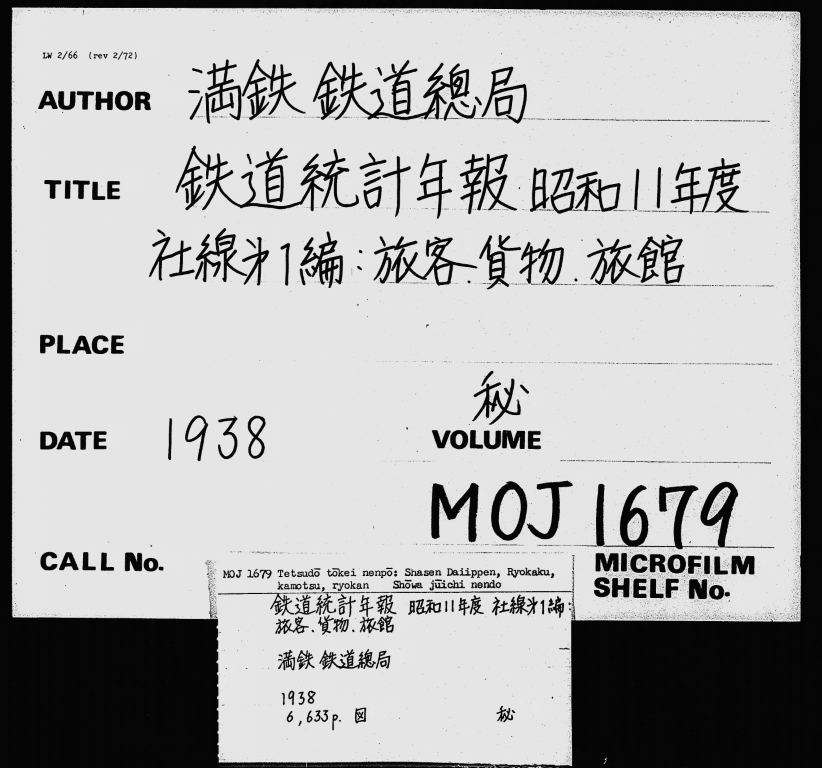 LW 2/66 (rev 2/72)
AUTHOR 満鉄 鉄道總局
TITLE 鉄道統計年報 昭和11年度
社線㐧1編:旅客.貨物.旅館
PLACE
秘
DATE 1938 VOLUME
MOJ 1679
CALL No. MICROFILM
SHELF No.
MOJ 1679 Tetsudō tōkei nenpō: Shasen Daiippen, Ryokaku,
kamotsu, ryokan Shōwa jūichi nendo
鉄道統計年報 昭和11年度 社線㐧1編:
旅客.貨物.旅館
満鉄 鉄道總局
1938
6,633p. 図 秘